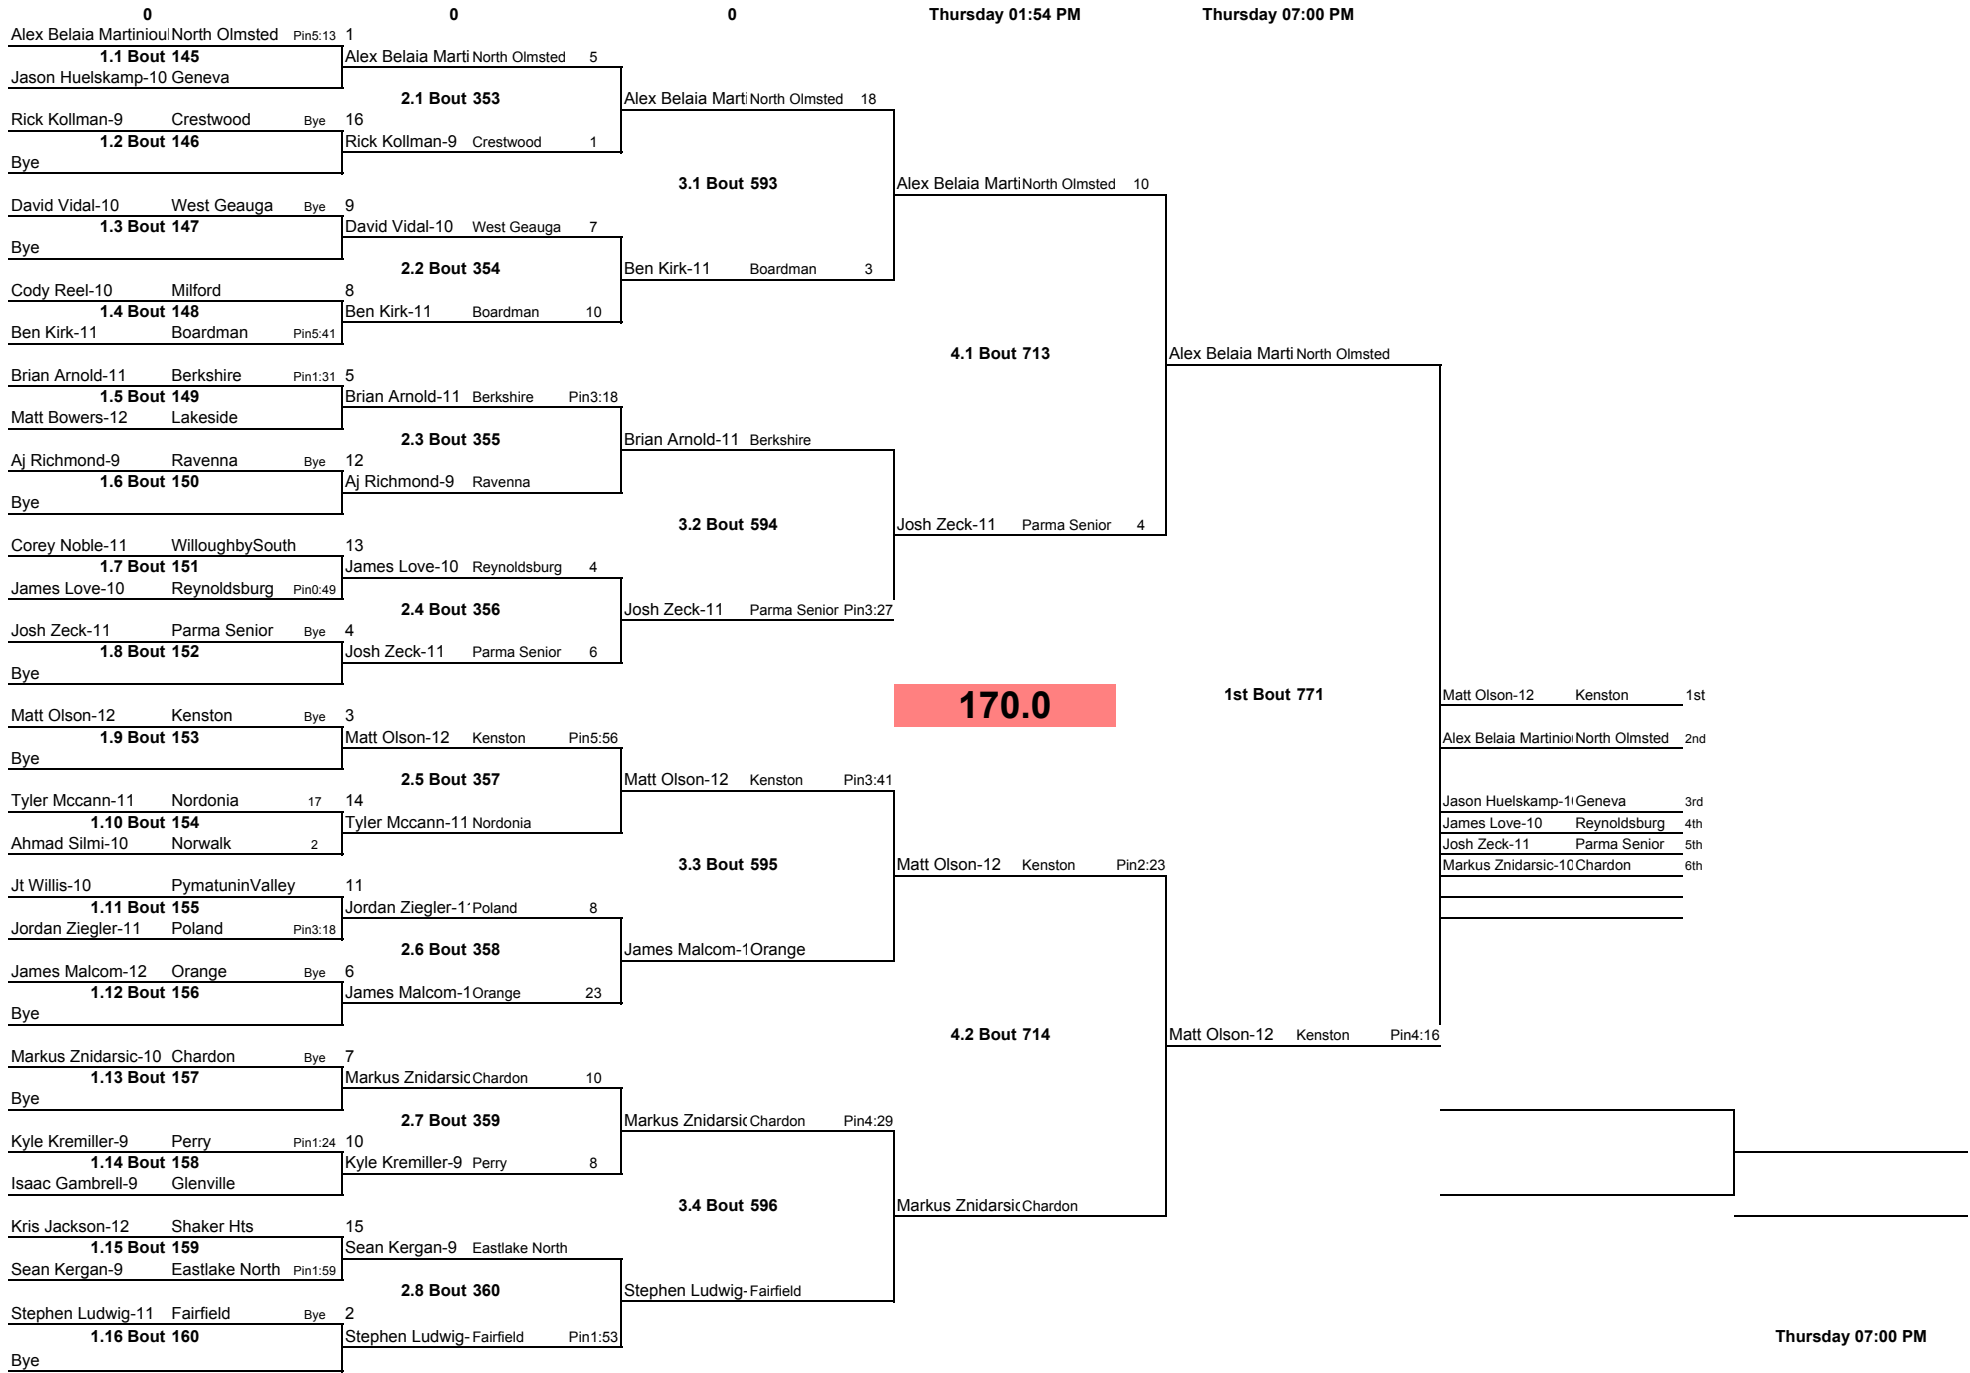 0 0 0 Thursday 01:54 PM Thursday 07:00 PM
Alex Belaia Martiniou North Olmsted Pin5:13 1
1.1 Bout 145
Jason Huelskamp-10 Geneva
Rick Kollman-9 Crestwood Bye 16
1.2 Bout 146
Bye
David Vidal-10 West Geauga Bye 9
1.3 Bout 147
Bye
Cody Reel-10 Milford 8
1.4 Bout 148
Ben Kirk-11 Boardman Pin5:41
Brian Arnold-11 Berkshire Pin1:31 5
1.5 Bout 149
Matt Bowers-12 Lakeside
Aj Richmond-9 Ravenna Bye 12
1.6 Bout 150
Bye
Corey Noble-11 WilloughbySouth 13
1.7 Bout 151
James Love-10 Reynoldsburg Pin0:49
Josh Zeck-11 Parma Senior Bye 4
1.8 Bout 152
Bye
Matt Olson-12 Kenston Bye 3
1.9 Bout 153
Bye
Tyler Mccann-11 Nordonia 17 14
1.10 Bout 154
Ahmad Silmi-10 Norwalk 2
Jt Willis-10 PymatuninValley 11
1.11 Bout 155
Jordan Ziegler-11 Poland Pin3:18
James Malcom-12 Orange Bye 6
1.12 Bout 156
Bye
Markus Znidarsic-10 Chardon Bye 7
1.13 Bout 157
Bye
Kyle Kremiller-9 Perry Pin1:24 10
1.14 Bout 158
Isaac Gambrell-9 Glenville
Kris Jackson-12 Shaker Hts 15
1.15 Bout 159
Sean Kergan-9 Eastlake North Pin1:59
Stephen Ludwig-11 Fairfield Bye 2
1.16 Bout 160
Bye
Alex Belaia Marti North Olmsted 5
2.1 Bout 353
Rick Kollman-9 Crestwood 1
David Vidal-10 West Geauga 7
2.2 Bout 354
Ben Kirk-11 Boardman 10
Brian Arnold-11 Berkshire Pin3:18
2.3 Bout 355
Aj Richmond-9 Ravenna
James Love-10 Reynoldsburg 4
2.4 Bout 356
Josh Zeck-11 Parma Senior 6
Matt Olson-12 Kenston Pin5:56
2.5 Bout 357
Tyler Mccann-11 Nordonia
Jordan Ziegler-1 Poland 8
2.6 Bout 358
James Malcom-1 Orange 23
Markus Znidarsic Chardon 10
2.7 Bout 359
Kyle Kremiller-9 Perry 8
Sean Kergan-9 Eastlake North
2.8 Bout 360
Stephen Ludwig- Fairfield Pin1:53
Alex Belaia Marti North Olmsted 18
3.1 Bout 593
Ben Kirk-11 Boardman 3
Brian Arnold-11 Berkshire
3.2 Bout 594
Josh Zeck-11 Parma Senior Pin3:27
Matt Olson-12 Kenston Pin3:41
3.3 Bout 595
James Malcom-1 Orange
Markus Znidarsic Chardon Pin4:29
3.4 Bout 596
Stephen Ludwig- Fairfield
Alex Belaia Marti North Olmsted 10
4.1 Bout 713
Josh Zeck-11 Parma Senior 4
170.0
Matt Olson-12 Kenston Pin2:23
4.2 Bout 714
Markus Znidarsic Chardon
Alex Belaia Marti North Olmsted
1st Bout 771
Matt Olson-12 Kenston Pin4:16
Matt Olson-12 Kenston 1st
Alex Belaia Martinio North Olmsted 2nd
Jason Huelskamp-1 Geneva 3rd
James Love-10 Reynoldsburg 4th
Josh Zeck-11 Parma Senior 5th
Markus Znidarsic-10 Chardon 6th
Thursday 07:00 PM